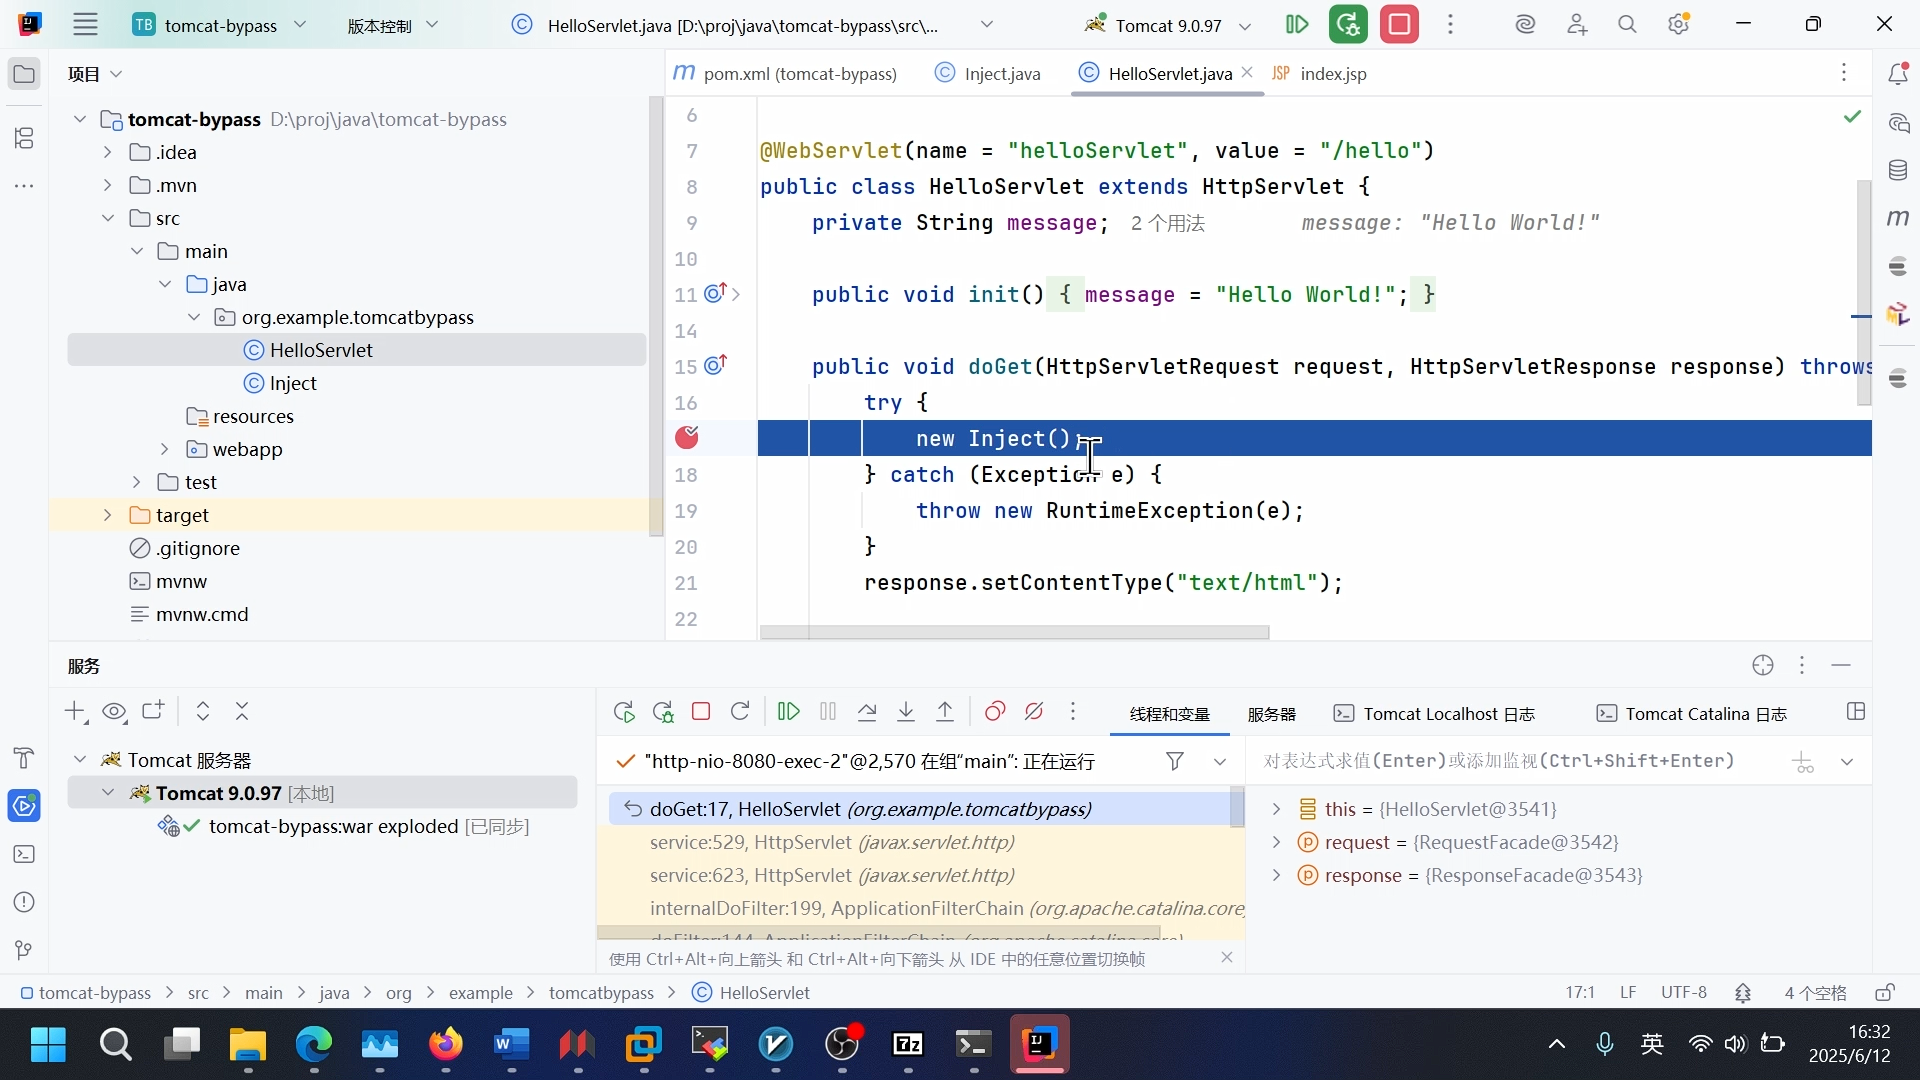 TB tomcat-bypass 版本控制 HelloServlet.java [D:\proj\java\tomcat-bypass\src\... Tomcat 9.0.97
项目
m pom.xml (tomcat-bypass) Inject.java HelloServlet.java JSP index.jsp
tomcat-bypass D:\proj\java\tomcat-bypass
.idea
.mvn
src
main
java
org.example.tomcatbypass
HelloServlet
Inject
resources
webapp
test
target
.gitignore
mvnw
mvnw.cmd
6
7 @WebServlet(name = "helloServlet", value = "/hello")
8 public class HelloServlet extends HttpServlet {
9 private String message; 2 个用法 message: "Hello World!"
10
11 public void init() { message = "Hello World!"; }
14
15 public void doGet(HttpServletRequest request, HttpServletResponse response) throws
16 try {
new Inject();
18 } catch (Exception e) {
19 throw new RuntimeException(e);
20 }
21 response.setContentType("text/html");
22
服务
线程和变量 服务器 Tomcat Localhost 日志 Tomcat Catalina 日志
Tomcat 服务器
Tomcat 9.0.97 [本地]
tomcat-bypass:war exploded [已同步]
"http-nio-8080-exec-2"@2,570 在组"main": 正在运行
doGet:17, HelloServlet (org.example.tomcatbypass)
service:529, HttpServlet (javax.servlet.http)
service:623, HttpServlet (javax.servlet.http)
internalDoFilter:199, ApplicationFilterChain (org.apache.catalina.core)
doFilter:144, ApplicationFilterChain (org.apache.catalina.core)
使用 Ctrl+Alt+向上箭头 和 Ctrl+Alt+向下箭头 从 IDE 中的任意位置切换帧
对表达式求值(Enter)或添加监视(Ctrl+Shift+Enter)
this = {HelloServlet@3541}
request = {RequestFacade@3542}
response = {ResponseFacade@3543}
tomcat-bypass > src > main > java > org > example > tomcatbypass > HelloServlet 17:1 LF UTF-8 4 个空格
英 16:32
2025/6/12